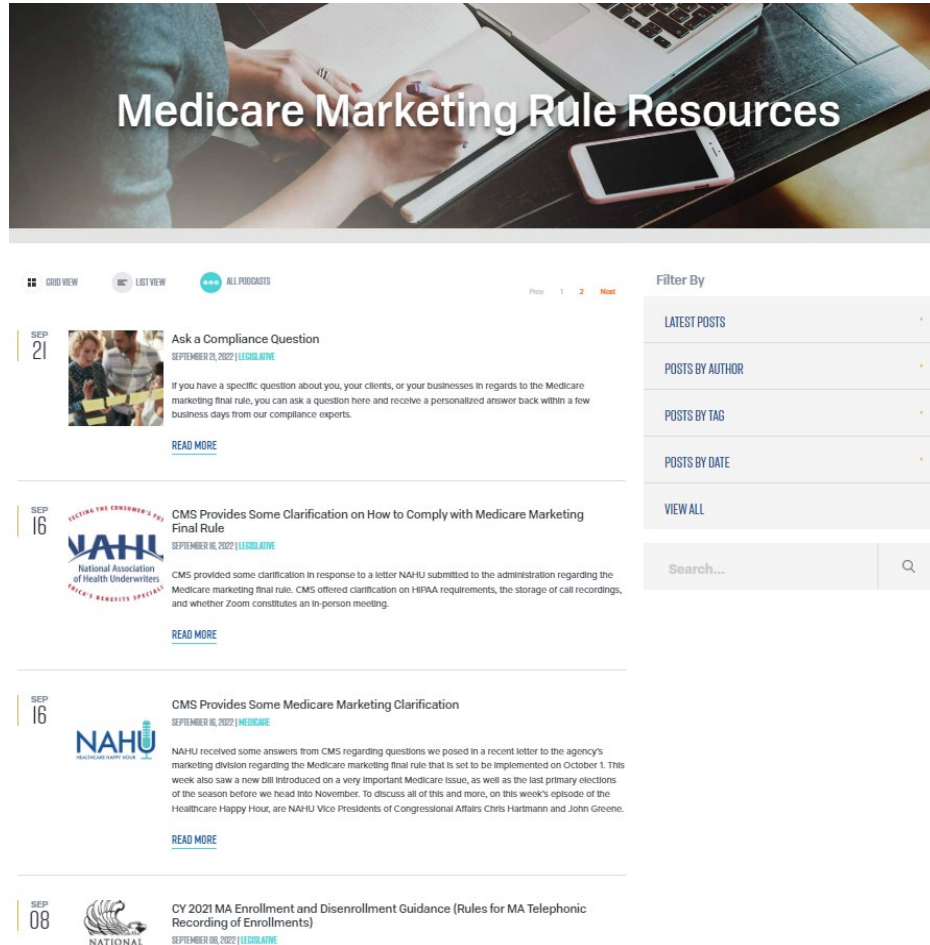 Medicare Marketing Rule Resources
GRID VIEW
LIST VIEW
ALL PODCASTS
Prev 1 2 Next
SEP
21
Ask a Compliance Question
SEPTEMBER 21, 2022 | LEGISLATIVE
If you have a specific question about you, your clients, or your businesses in regards to the Medicare
marketing final rule, you can ask a question here and receive a personalized answer back within a few
business days from our compliance experts.
READ MORE
SEP
16
NAHU
National Association
of Health Underwriters
CMS Provides Some Clarification on How to Comply with Medicare Marketing
Final Rule
SEPTEMBER 16, 2022 | LEGISLATIVE
CMS provided some clarification in response to a letter NAHU submitted to the administration regarding the
Medicare marketing final rule. CMS offered clarification on HIPAA requirements, the storage of call recordings,
and whether Zoom constitutes an in-person meeting.
READ MORE
SEP
16
NAHU
HEALTHCARE HAPPY HOUR
CMS Provides Some Medicare Marketing Clarification
SEPTEMBER 16, 2022 | MEDICARE
NAHU received some answers from CMS regarding questions we posed in a recent letter to the agency's
marketing division regarding the Medicare marketing final rule that is set to be implemented on October 1. This
week also saw a new bill introduced on a very important Medicare issue, as well as the last primary elections
of the season before we head into November. To discuss all of this and more, on this week's episode of the
Healthcare Happy Hour, are NAHU Vice Presidents of Congressional Affairs Chris Hartmann and John Greene.
READ MORE
SEP
08
NATIONAL
CY 2021 MA Enrollment and Disenrollment Guidance (Rules for MA Telephonic
Recording of Enrollments)
SEPTEMBER 08, 2022 | LEGISLATIVE
Filter By
LATEST POSTS
POSTS BY AUTHOR
POSTS BY TAG
POSTS BY DATE
VIEW ALL
Search...